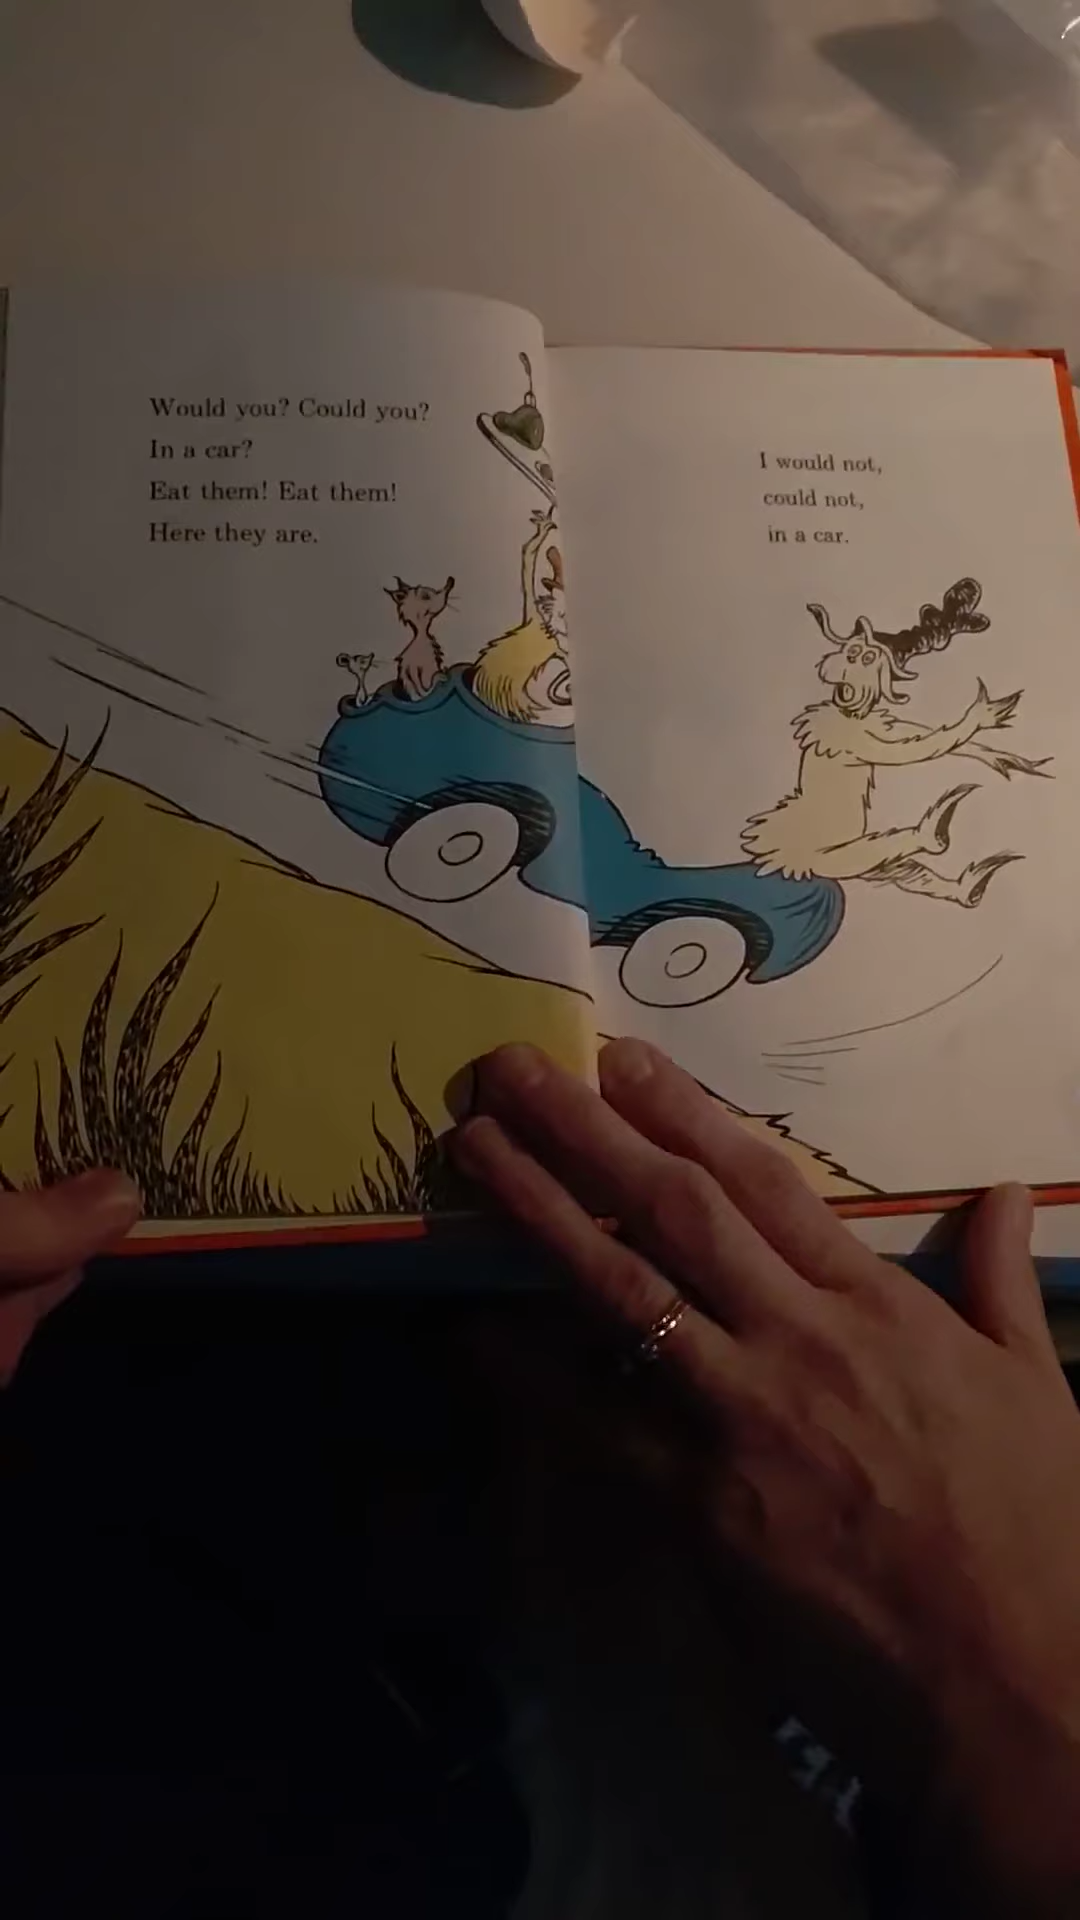 Would you? Could you?
In a car?
Eat them! Eat them!
Here they are.
I would not,
could not,
in a car.